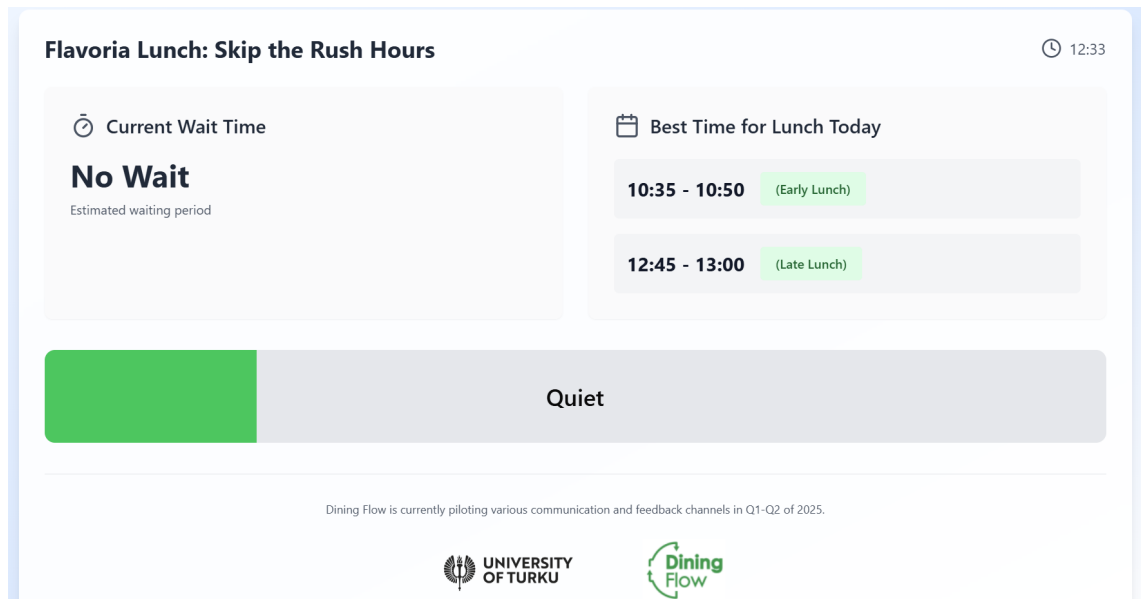 Flavoria Lunch: Skip the Rush Hours
12:33
Current Wait Time
No Wait
Estimated waiting period
Best Time for Lunch Today
10:35 - 10:50 (Early Lunch)
12:45 - 13:00 (Late Lunch)
Quiet
Dining Flow is currently piloting various communication and feedback channels in Q1-Q2 of 2025.
UNIVERSITY
OF TURKU
Dining
Flow